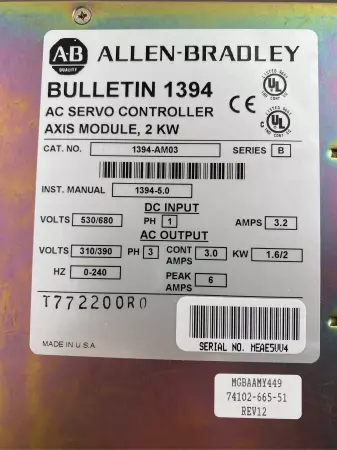 A·B ALLEN-BRADLEY
QUALITY
BULLETIN 1394
AC SERVO CONTROLLER
AXIS MODULE, 2 KW
CAT. NO. 1394-AM03 SERIES B
INST. MANUAL 1394-5.0
DC INPUT
VOLTS 530/680 PH 1 AMPS 3.2
AC OUTPUT
VOLTS 310/390 PH 3 CONT AMPS 3.0 KW 1.6/2
HZ 0-240 PEAK AMPS 6
T772200R0
SERIAL NO. MEAE5VV4
MADE IN U.S.A.
MGBAAMY449
74102-665-51
REV12